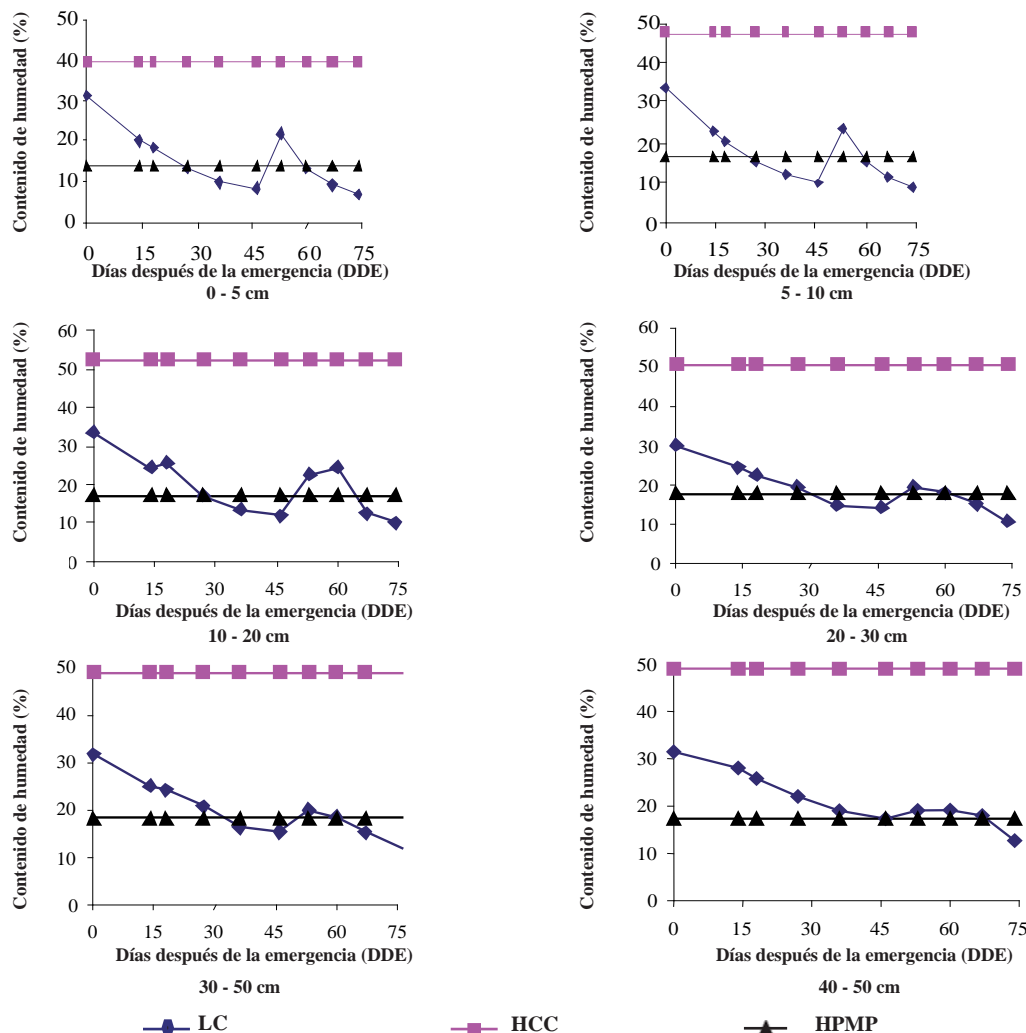 Contenido de humedad (%)
50
40
30
20
10
0
0 15 30 45 60 75
Días después de la emergencia (DDE)
0 - 5 cm
Contenido de humedad (%)
50
40
30
20
10
0
0 15 30 45 60 75
Días después de la emergencia (DDE)
5 - 10 cm
Contenido de humedad (%)
60
50
40
30
20
10
0
0 15 30 45 60 75
Días después de la emergencia (DDE)
10 - 20 cm
Contenido de humedad (%)
60
50
40
30
20
10
0
0 15 30 45 60 75
Días después de la emergencia (DDE)
20 - 30 cm
Contenido de humedad (%)
50
40
30
20
10
0
0 15 30 45 60 75
Días después de la emergencia (DDE)
30 - 50 cm
Contenido de humedad (%)
50
40
30
20
10
0
0 15 30 45 60 75
Días después de la emergencia (DDE)
40 - 50 cm
LC HCC HPMP